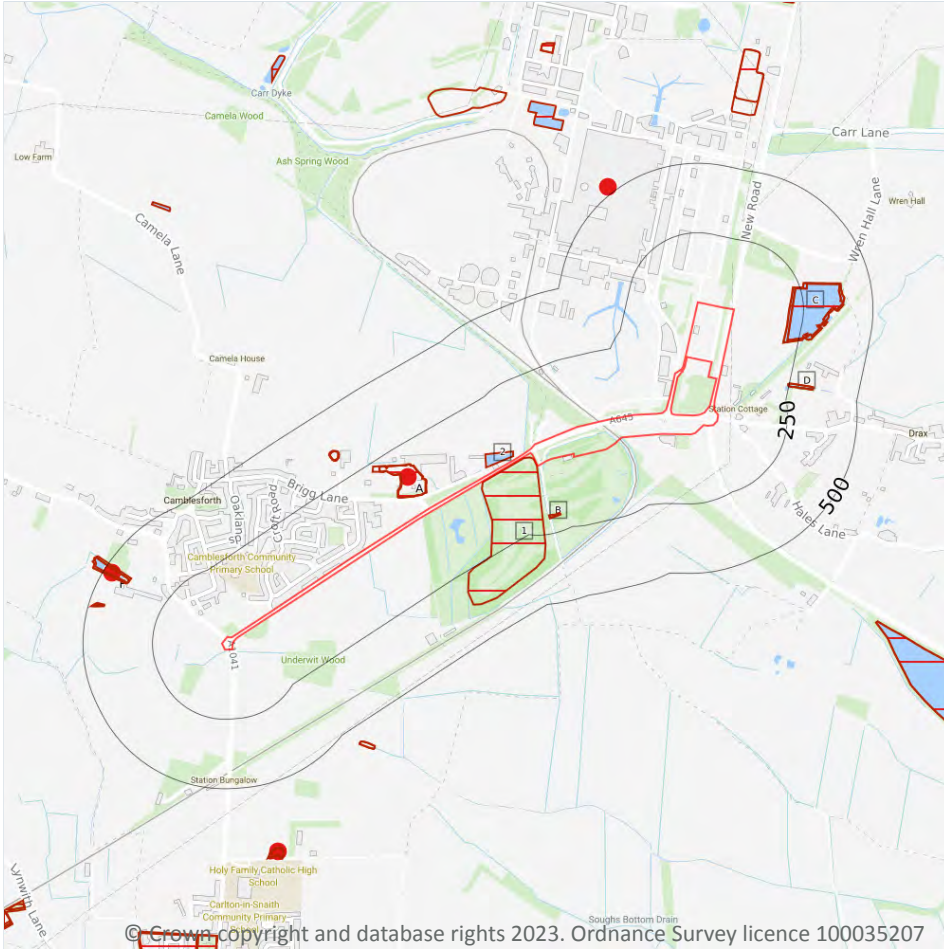 Carr Dyke
Camela Wood
Carr Lane
Low Farm
Ash Spring Wood
New Road
Wren Hall Lane
Wren Hall
Camela Lane
C
Camela House
D
Station Cottage
A645
250
Drax
2
A
Brigg Lane
500
Camblesforth
Oaklands
Croft Road
B
Hales Lane
1
Camblesforth Community
Primary School
A1041
Underwit Wood
Station Bungalow
Holy Family Catholic High
School
Carlton-in-Snaith
Community Primary
Soughs Bottom Drain
© Crown copyright and database rights 2023. Ordnance Survey licence 100035207